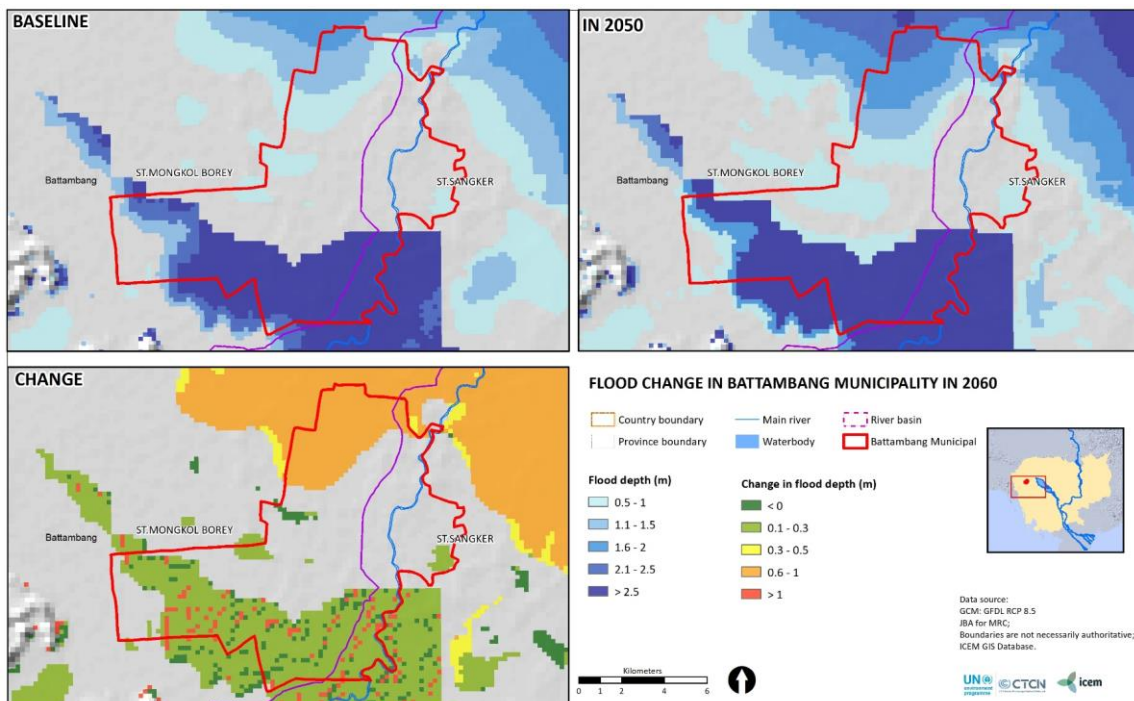 BASELINE
ST.MONGKOL BOREY
Battambang
ST.SANGKER
IN 2050
ST.MONGKOL BOREY
Battambang
ST.SANGKER
CHANGE
ST.MONGKOL BOREY
Battambang
ST.SANGKER
FLOOD CHANGE IN BATTAMBANG MUNICIPALITY IN 2060
Country boundary
Main river
River basin
Province boundary
Waterbody
Battambang Municipal
Flood depth (m)
0.5 - 1
1.1 - 1.5
1.6 - 2
2.1 - 2.5
> 2.5
Change in flood depth (m)
< 0
0.1 - 0.3
0.3 - 0.5
0.6 - 1
> 1
Data source:
GCM: GFDL RCP 8.5
JBA for MRC;
Boundaries are not necessarily authoritative;
ICEM GIS Database.
Kilometers
0 1 2 4 6
UN
environment
programme
CTCN
icem